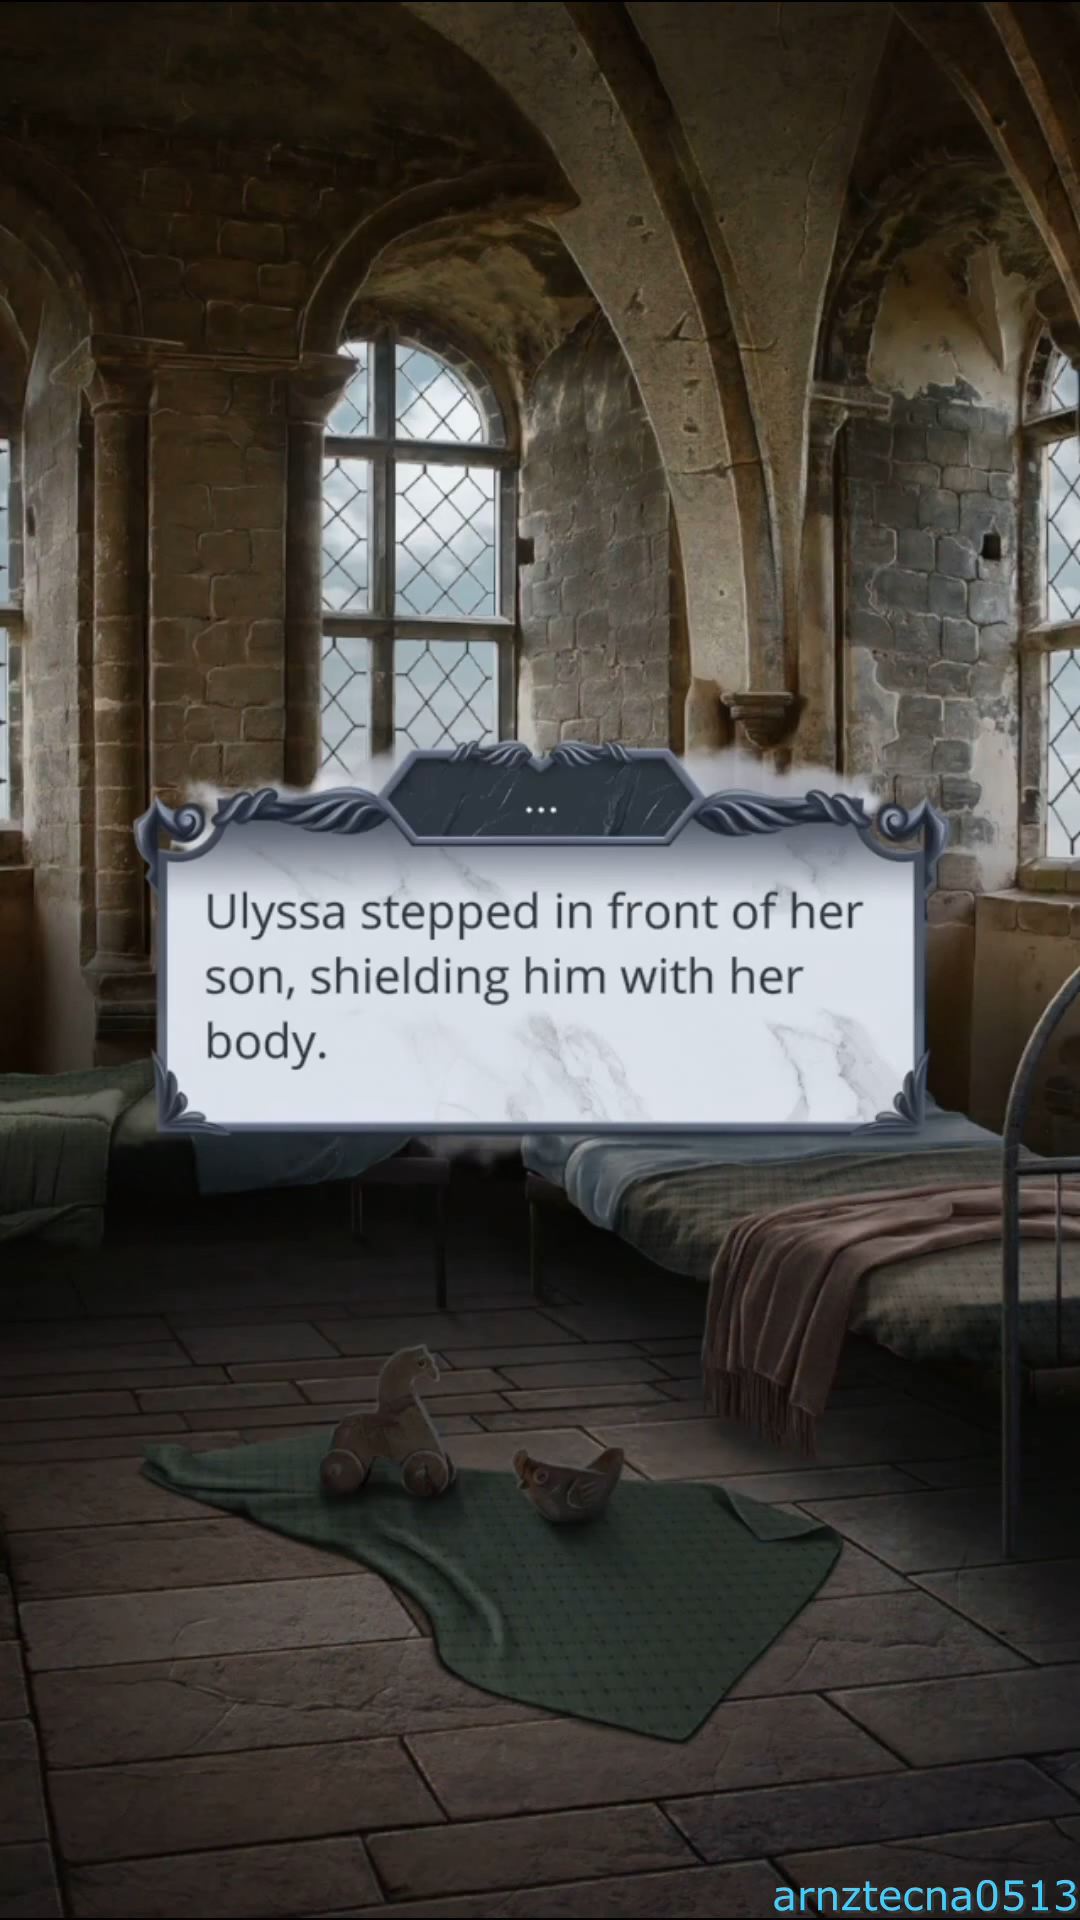 ...
Ulyssa stepped in front of her
son, shielding him with her
body.
arnztecna0513